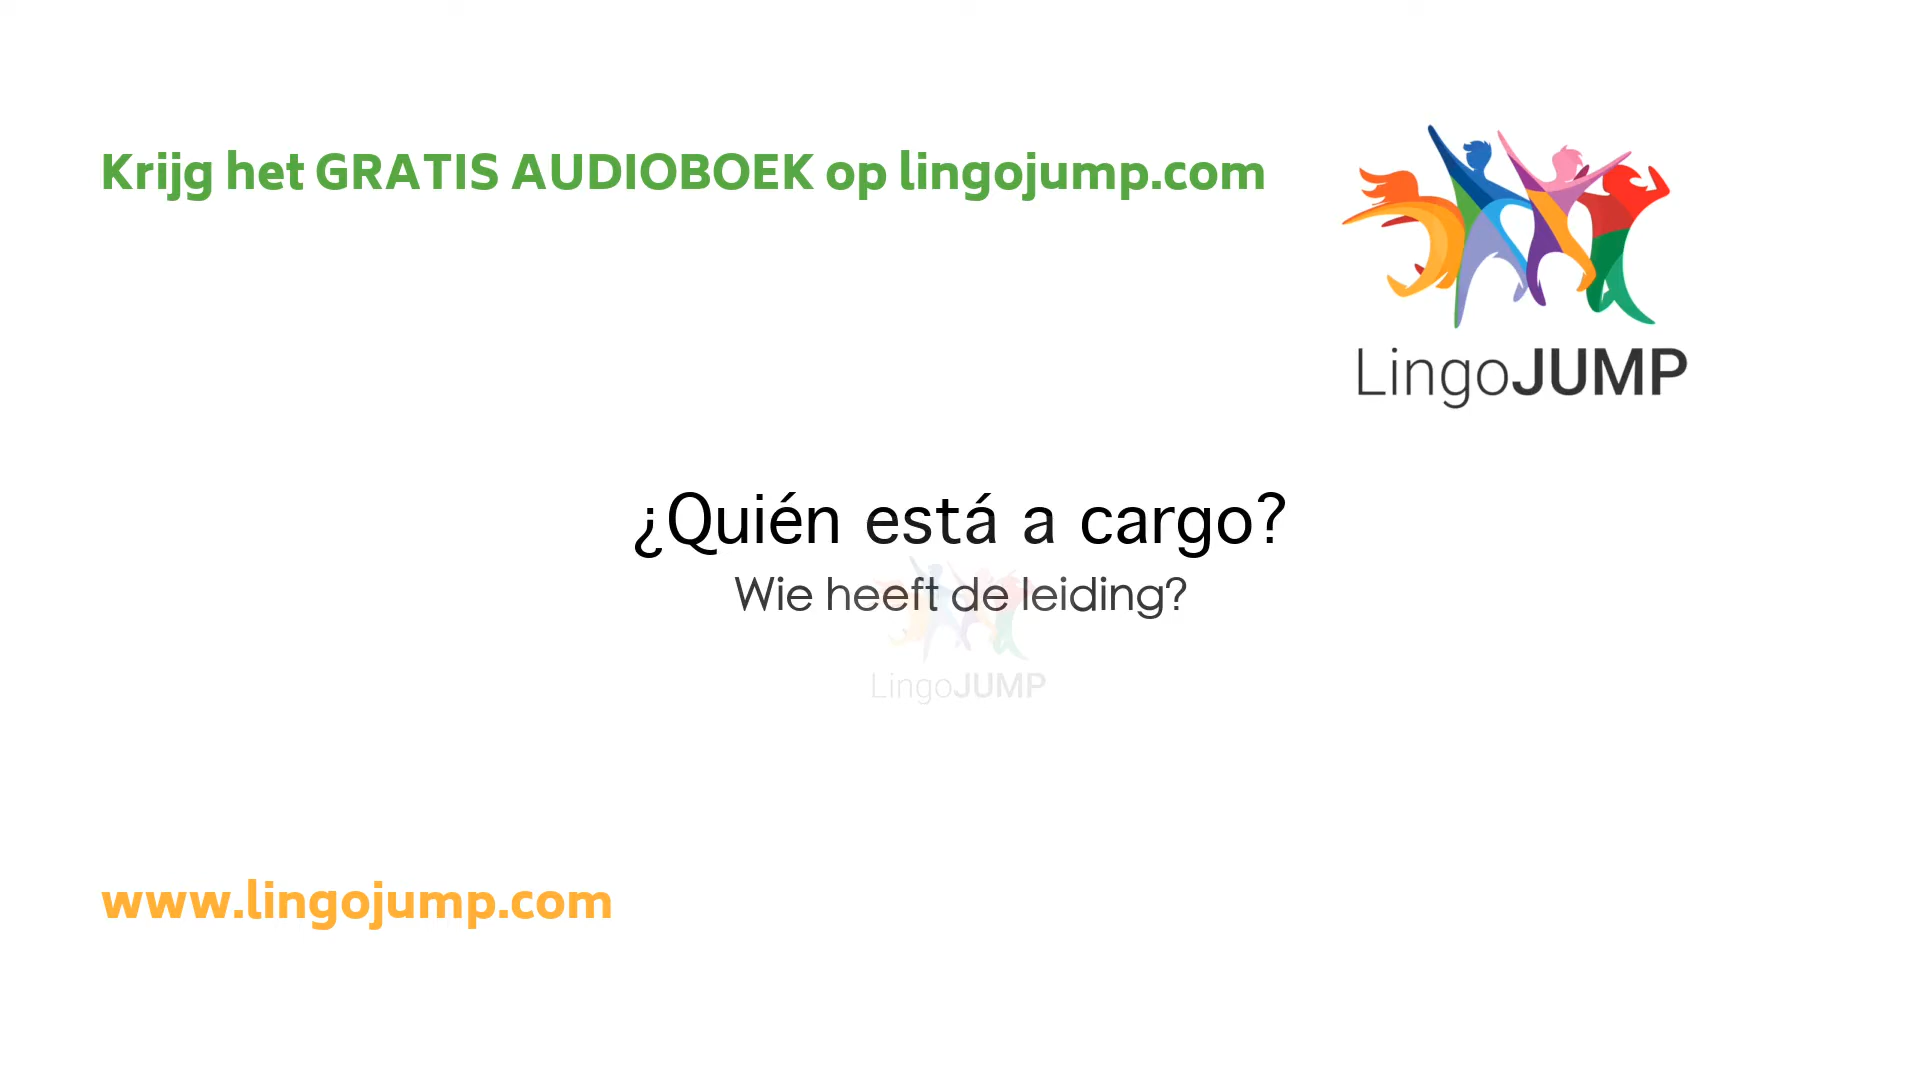 Krijg het GRATIS AUDIOBOEK op lingojump.com
LingoJUMP
¿Quién está a cargo?
Wie heeft de leiding?
LingoJUMP
www.lingojump.com